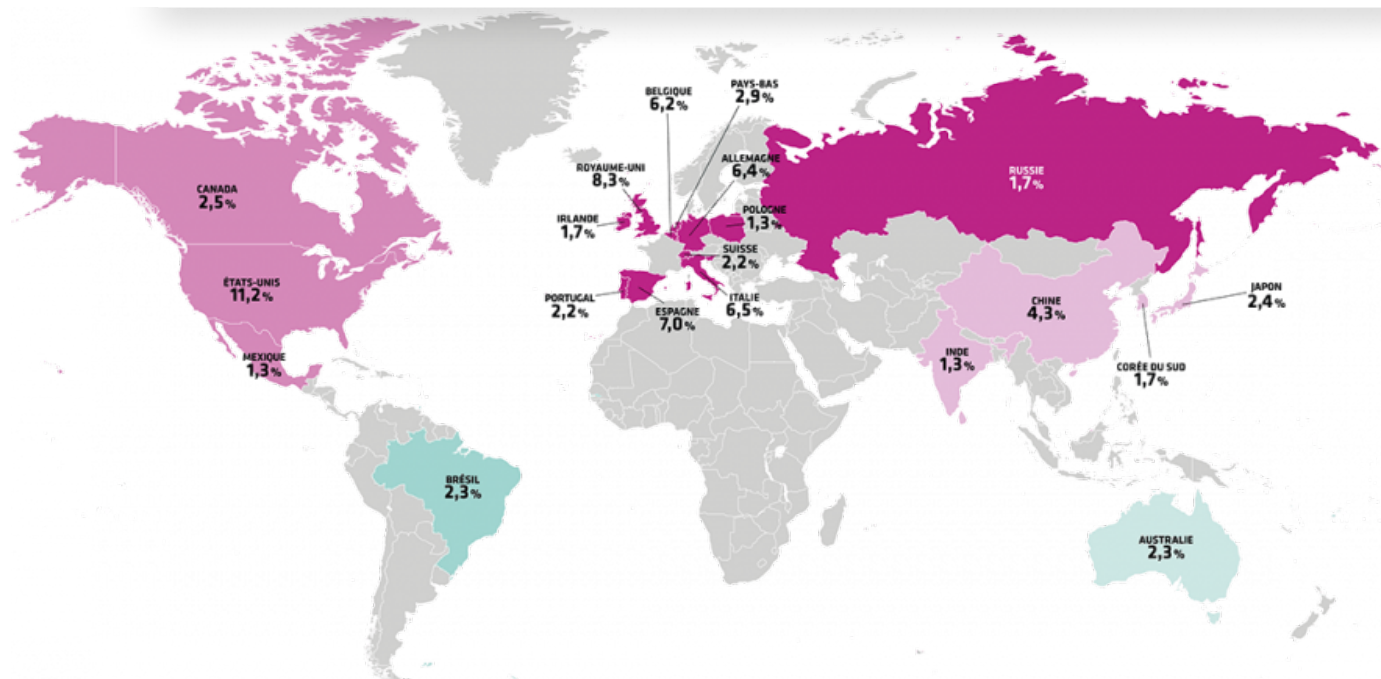 BELGIQUE
6,2%
PAYS-BAS
2,9%
ROYAUME-UNI
8,3%
ALLEMAGNE
6,4%
RUSSIE
1,7%
CANADA
2,5%
IRLANDE
1,7%
POLOGNE
1,3%
SUISSE
2,2%
ÉTATS-UNIS
11,2%
PORTUGAL
2,2%
ESPAGNE
7,0%
ITALIE
6,5%
CHINE
4,3%
JAPON
2,4%
MEXIQUE
1,3%
INDE
1,3%
CORÉE DU SUD
1,7%
BRÉSIL
2,3%
AUSTRALIE
2,3%